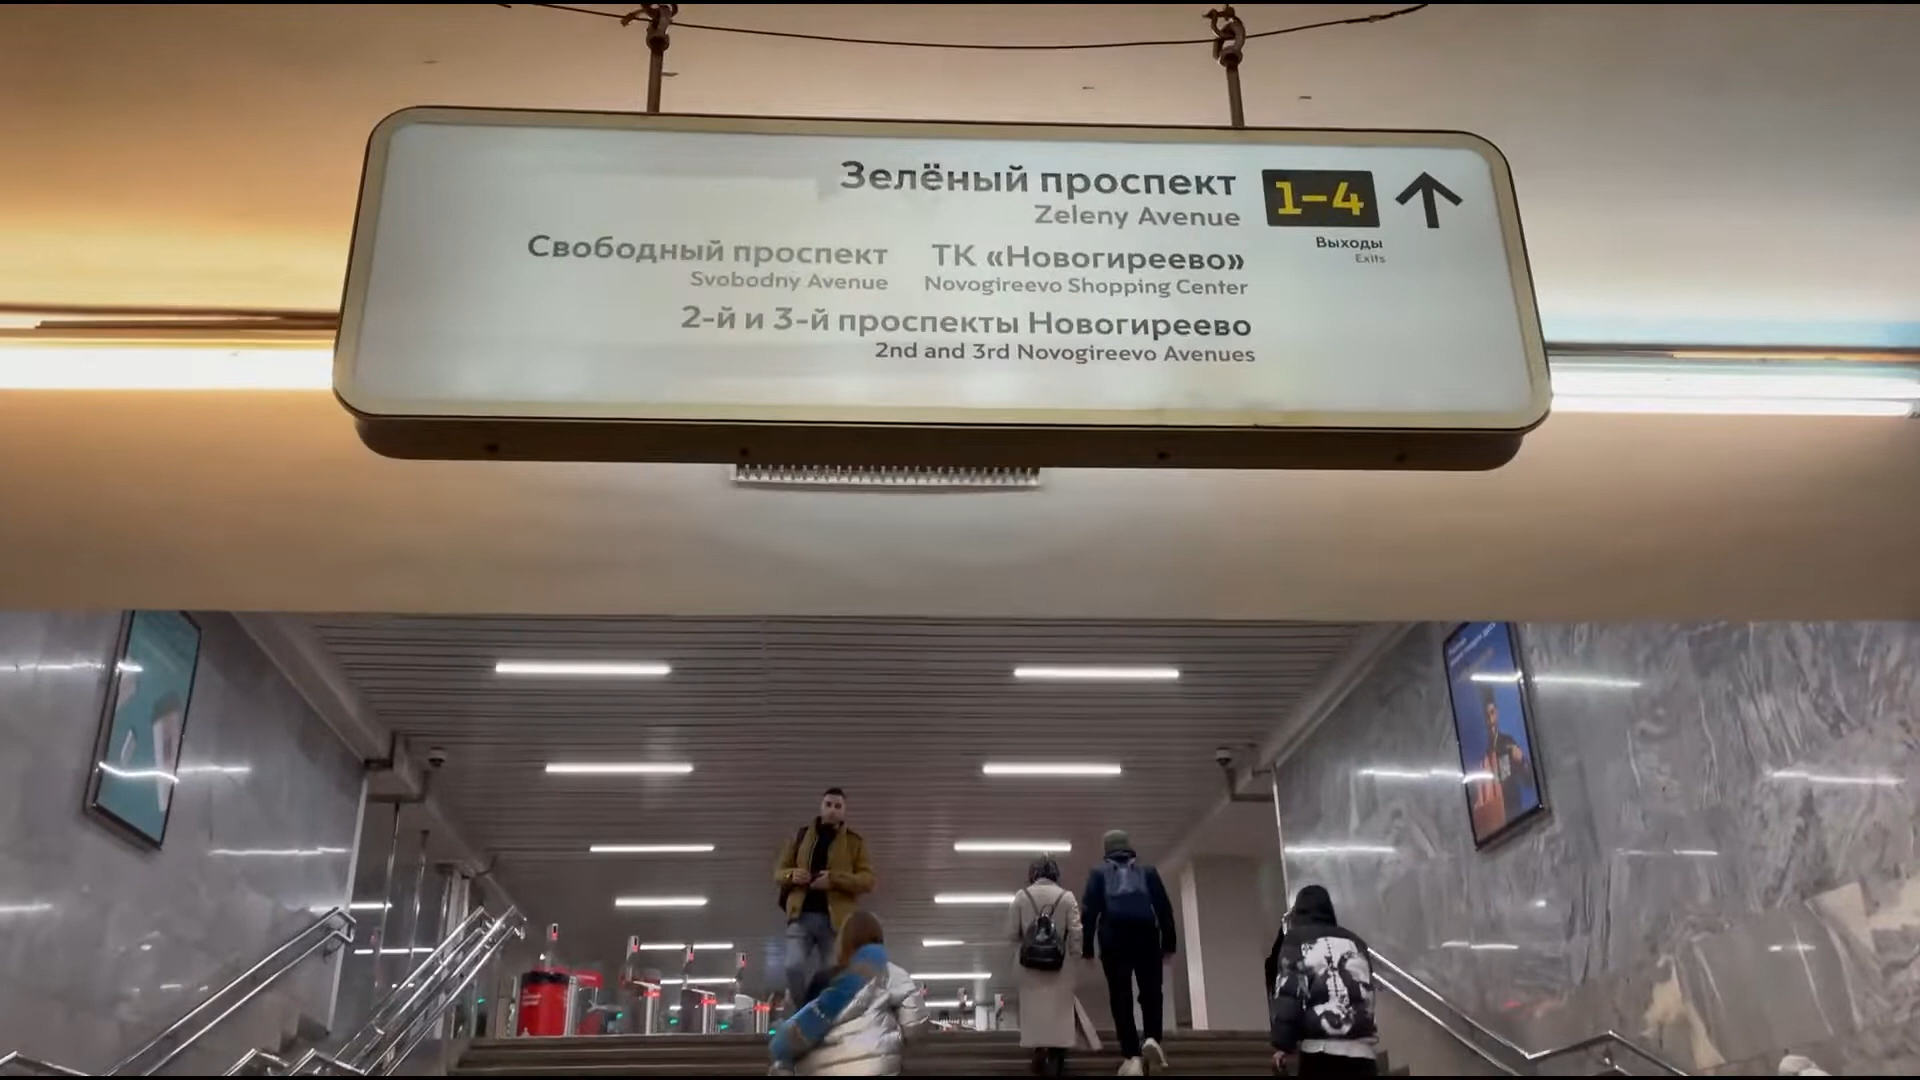 Зелёный проспект 1–4
Zeleny Avenue
Выходы
Exits
Свободный проспект ТК «Новогиреево»
Svobodny Avenue Novogireevo Shopping Center
2-й и 3-й проспекты Новогиреево
2nd and 3rd Novogireevo Avenues